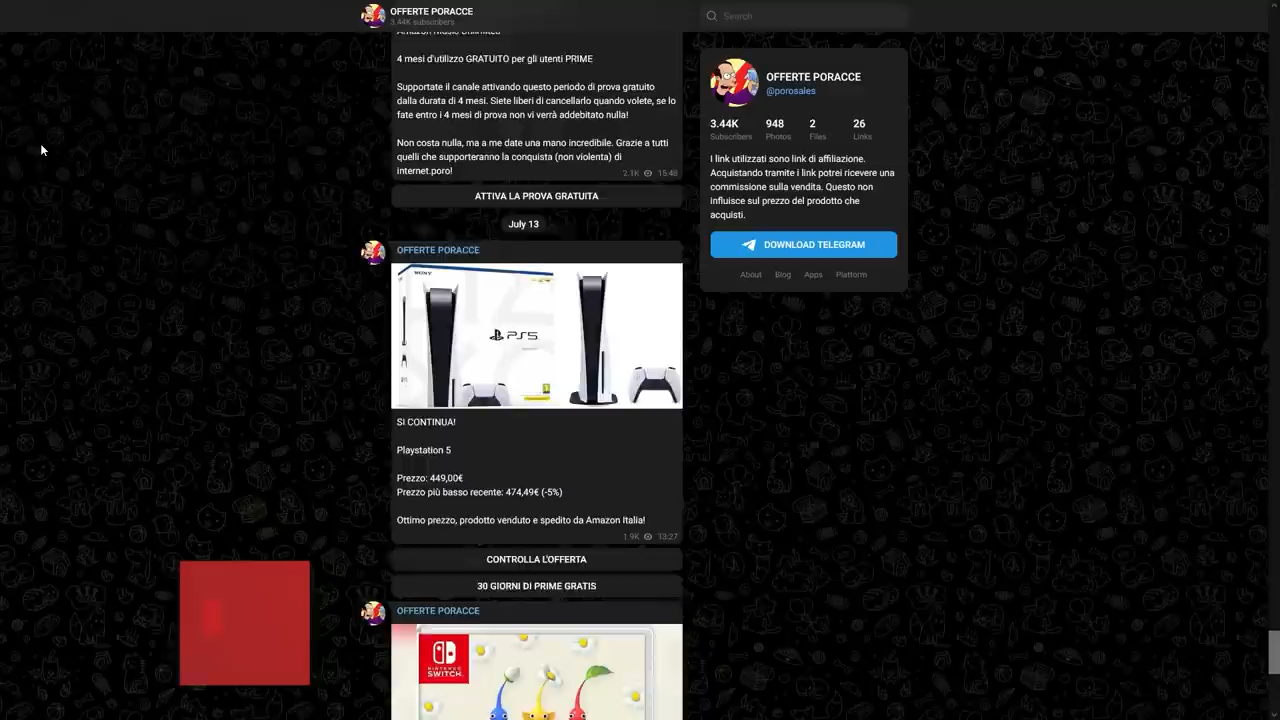 OFFERTE PORACCE
3.44K subscribers
Search
Amazon Music Unlimited
4 mesi d'utilizzo GRATUITO per gli utenti PRIME
Supportate il canale attivando questo periodo di prova gratuito
dalla durata di 4 mesi. Siete liberi di cancellarlo quando volete, se lo
fate entro i 4 mesi di prova non vi verrà addebitato nulla!
Non costa nulla, ma a me date una mano incredibile. Grazie a tutti
quelli che supporteranno la conquista (non violenta) di
internet.poro!
2.1K 15:48
ATTIVA LA PROVA GRATUITA
July 13
OFFERTE PORACCE
SONY
PS5
SI CONTINUA!
Playstation 5
Prezzo: 449,00€
Prezzo più basso recente: 474,49€ (-5%)
Ottimo prezzo, prodotto venduto e spedito da Amazon Italia!
1.9K 13:27
CONTROLLA L'OFFERTA
30 GIORNI DI PRIME GRATIS
OFFERTE PORACCE
NINTENDO
SWITCH
OFFERTE PORACCE
@porosales
3.44K 948 2 26
Subscribers Photos Files Links
I link utilizzati sono link di affiliazione.
Acquistando tramite i link potrei ricevere una
commissione sulla vendita. Questo non
influisce sul prezzo del prodotto che
acquisti.
DOWNLOAD TELEGRAM
About Blog Apps Platform